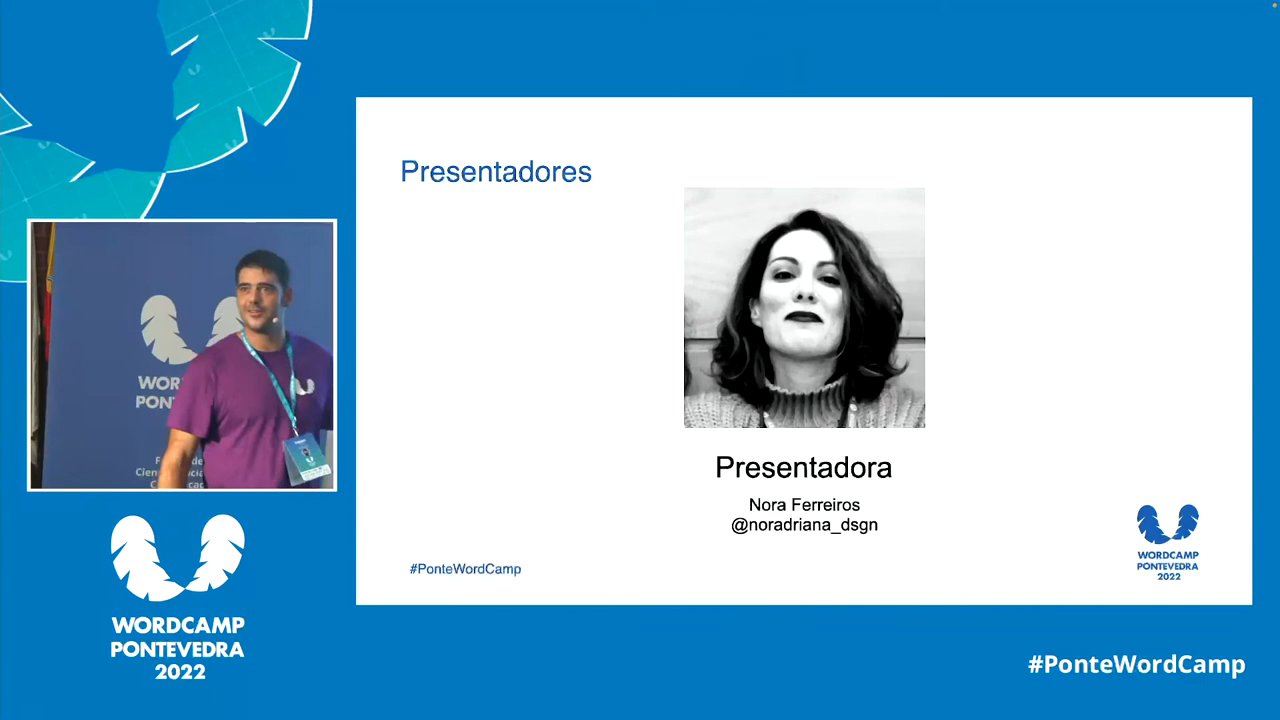 Presentadores
Presentadora
Nora Ferreiros
@noradriana_dsgn
#PonteWordCamp
WORDCAMP
PONTEVEDRA
2022
WORDCAMP
PONTEVEDRA
2022
#PonteWordCamp